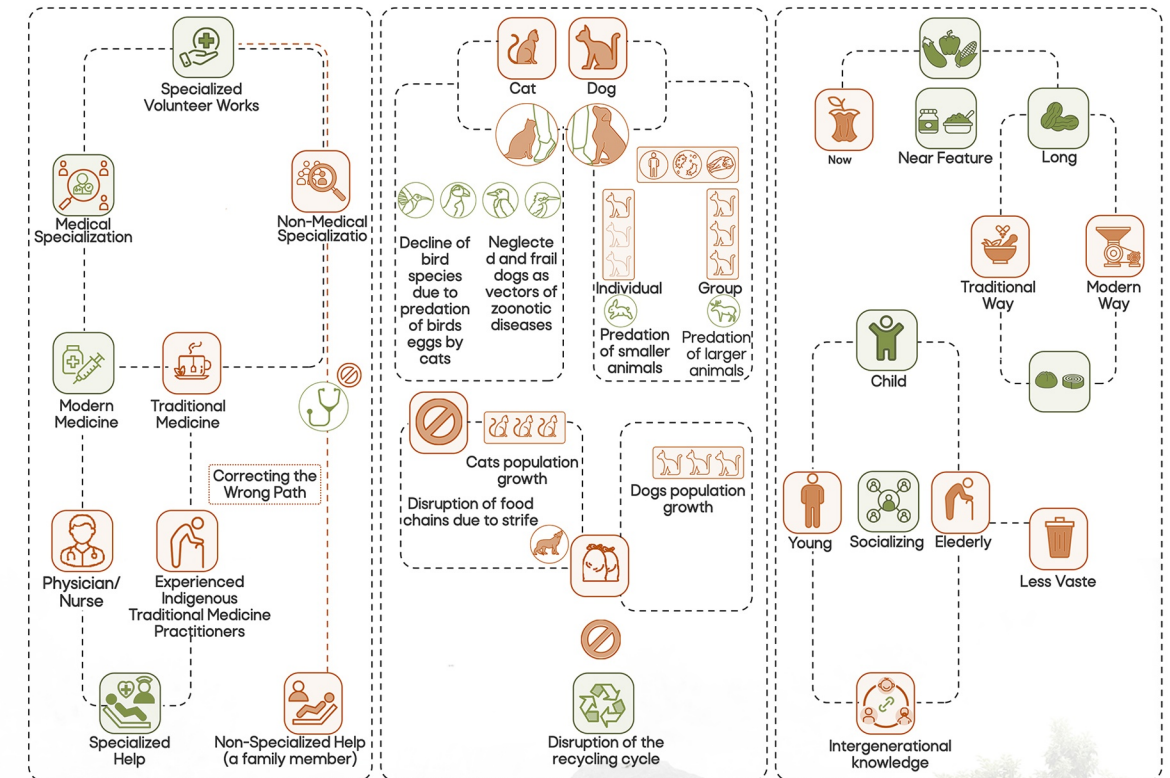 Specialized
Volunteer Works
Medical
Specialization
Non-Medical
Specializatio
Modern
Medicine
Traditional
Medicine
Correcting the
Wrong Path
Physician/
Nurse
Experienced
Indigenous
Traditional Medicine
Practitioners
Specialized
Help
Non-Specialized Help
(a family member)
Cat
Dog
Decline of
bird
species
due to
predation
of birds
eggs by
cats
Neglecte
d and frail
dogs as
vectors of
zoonotic
diseases
Individual
Group
Predation
of smaller
animals
Predation
of larger
animals
Cats population
growth
Disruption of food
chains due to strife
Dogs population
growth
Disruption of the
recycling cycle
Now
Near Feature
Long
Traditional
Way
Modern
Way
Child
Young
Socializing
Elederly
Less Vaste
Intergenerational
knowledge